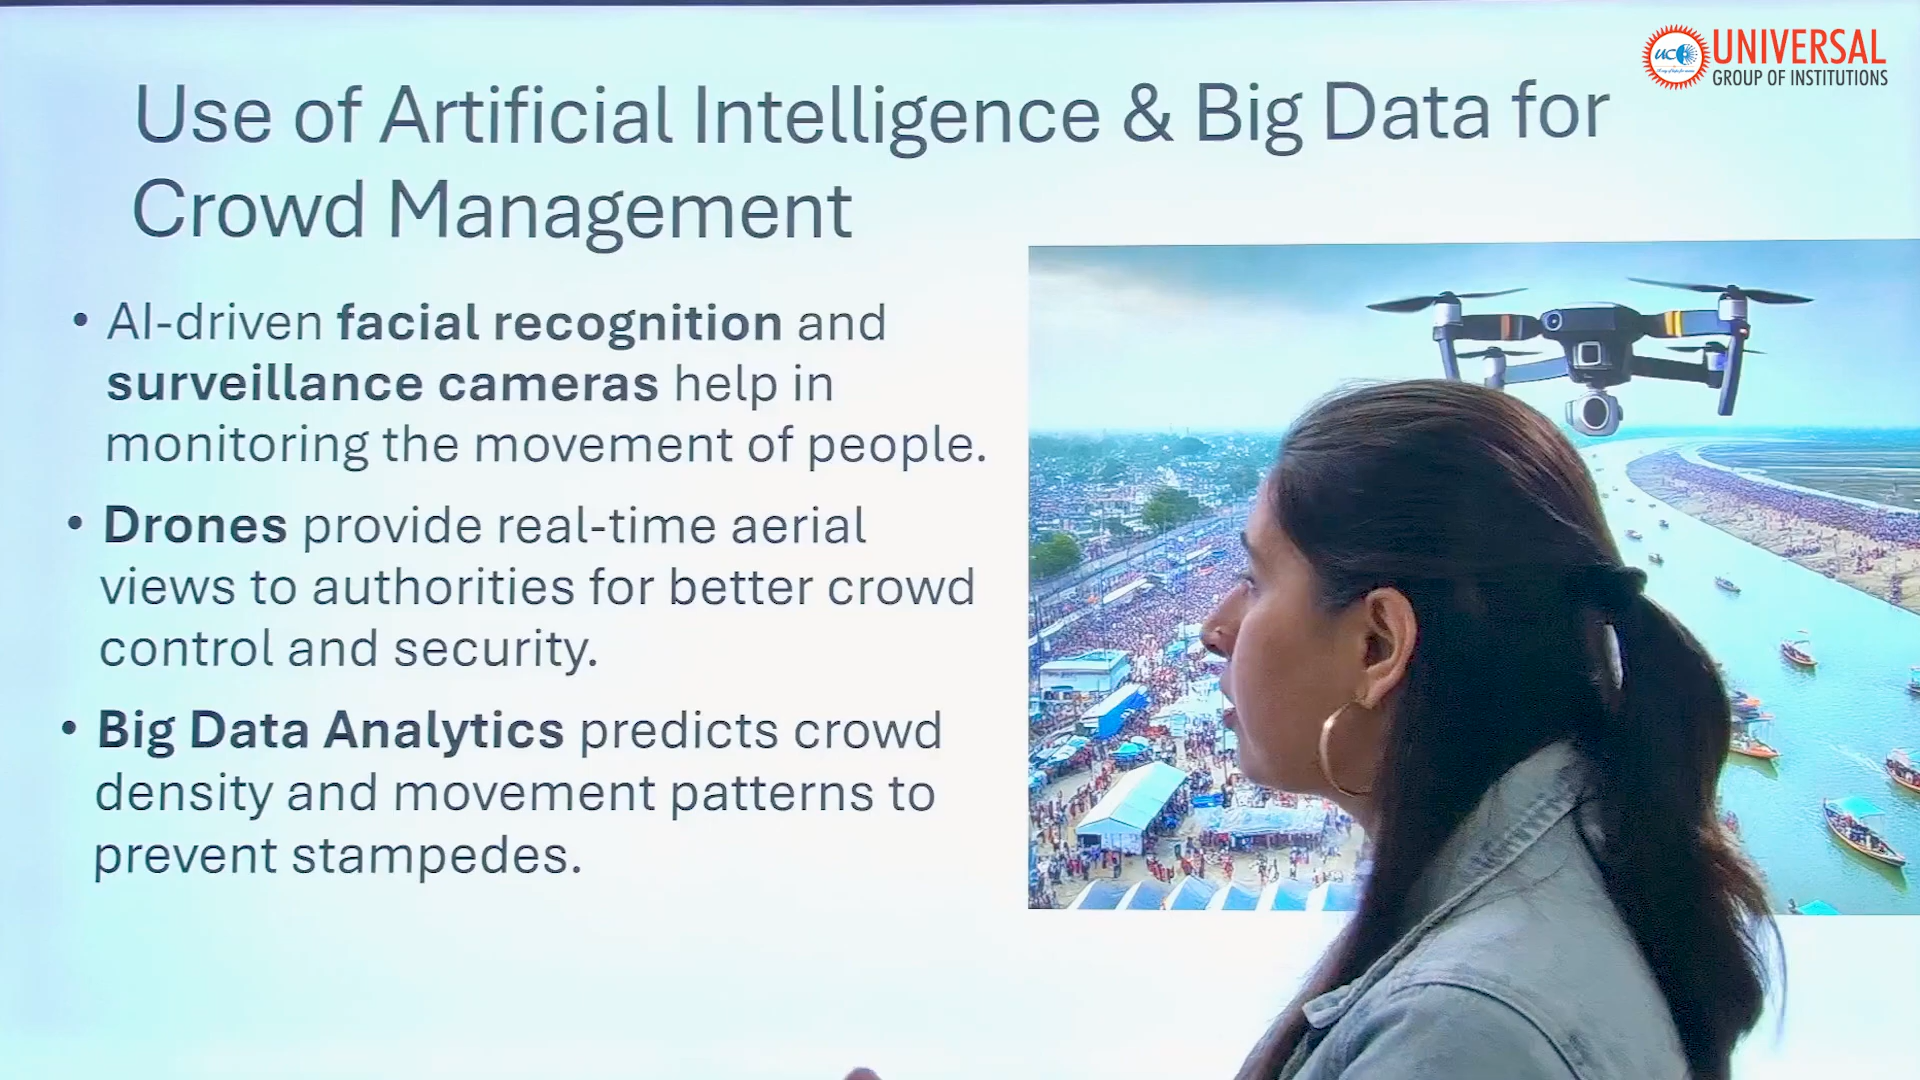 UNIVERSAL
GROUP OF INSTITUTIONS
Use of Artificial Intelligence & Big Data for
Crowd Management
• AI-driven facial recognition and
surveillance cameras help in
monitoring the movement of people.
• Drones provide real-time aerial
views to authorities for better crowd
control and security.
• Big Data Analytics predicts crowd
density and movement patterns to
prevent stampedes.